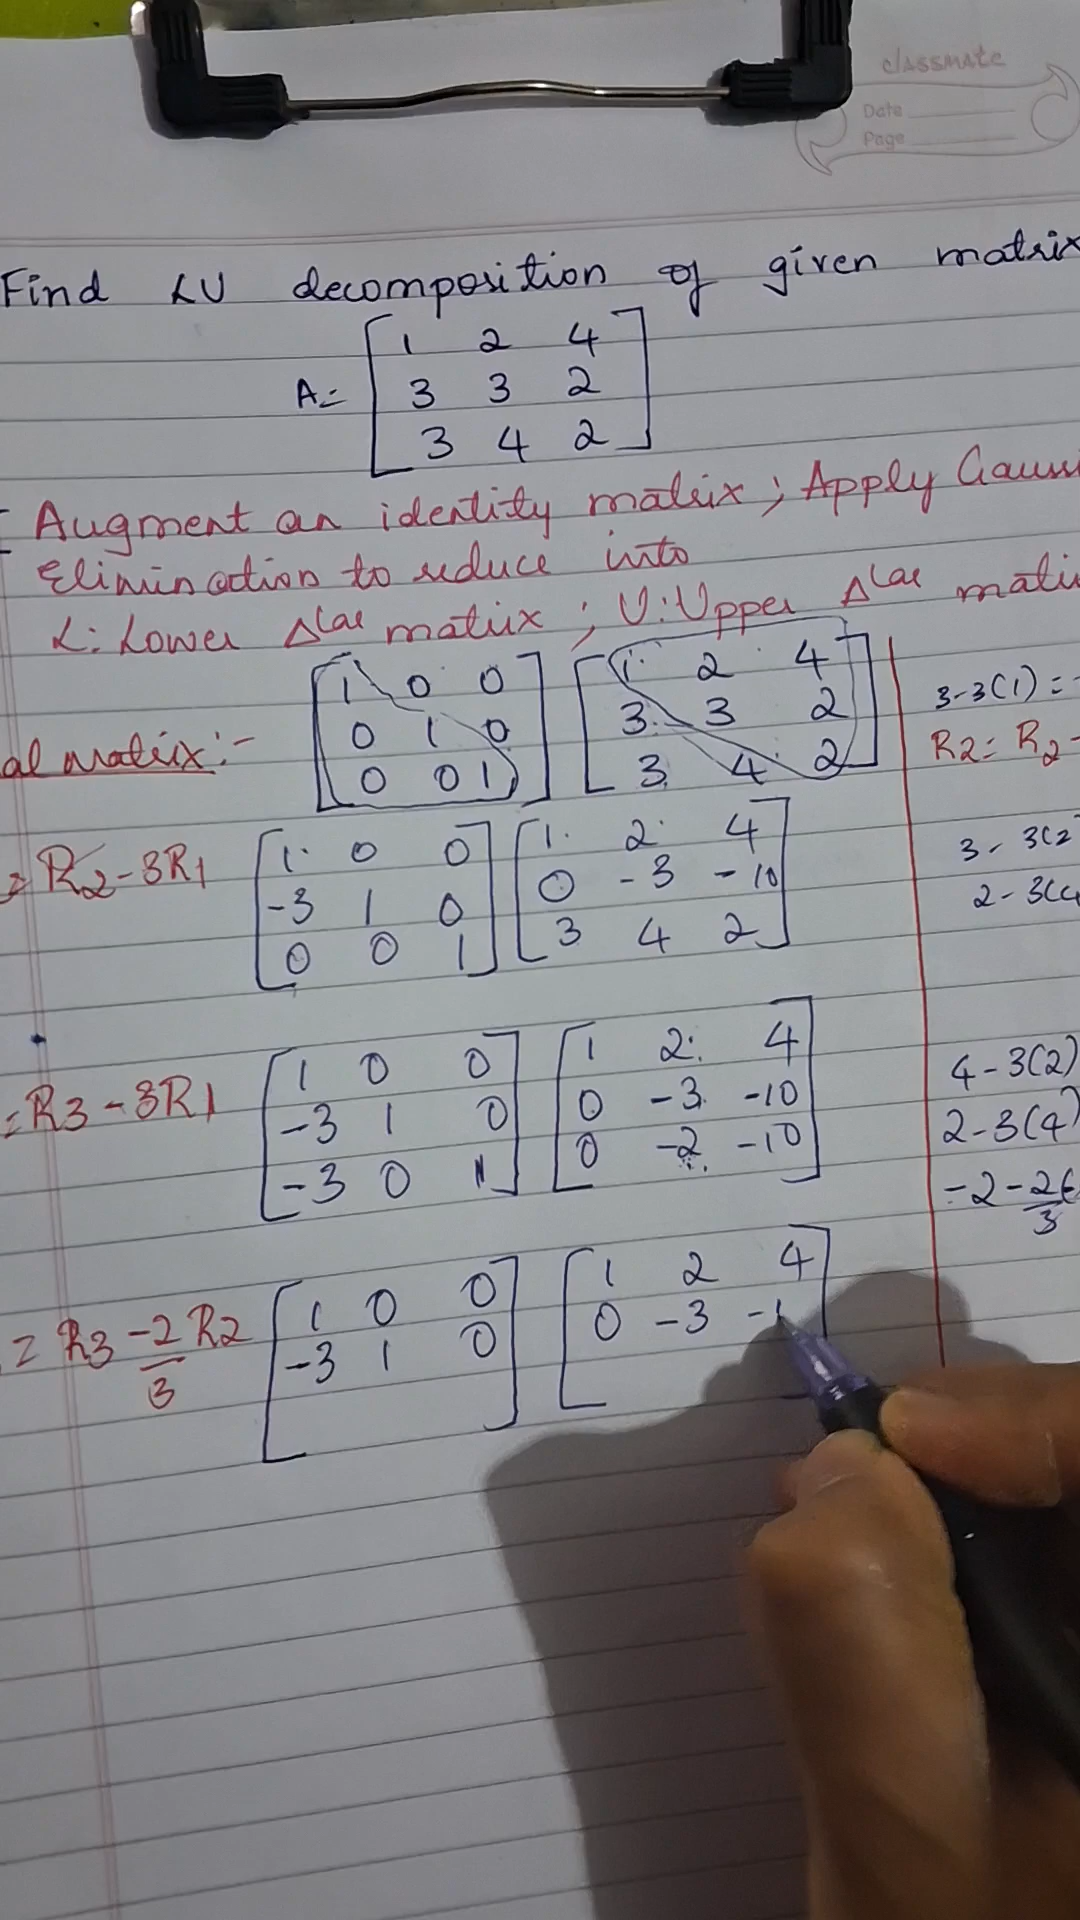 classmate
Date
Page
Find LU decomposition of given matrix
A= [ 1 2 4
3 3 2
3 4 2 ]
Augment an identity matrix ; Apply Gauss
Elimination to reduce into
L: Lower Δlar matrix ; U: Upper Δlar matri
al matrix :- [ 1 0 0 [ 1 2 4
0 1 0 3 3 2
0 0 1 ] 3 4 2 ]
3-3(1) =
R2= R2-
= R2-3R1 [ 1 0 0 [ 1 2 4
-3 1 0 0 -3 -10
0 0 1 ] 3 4 2 ]
3-3(2
2-3(4
= R3-3R1 [ 1 0 0 [ 1 2 4
-3 1 0 0 -3 -10
-3 0 1 ] 0 -2 -10 ]
4-3(2)
2-3(4)
-2-2(
3
= R3-2R2 [ 1 0 0 [ 1 2 4
3
-3 1 0 ] 0 -3 -1 ]